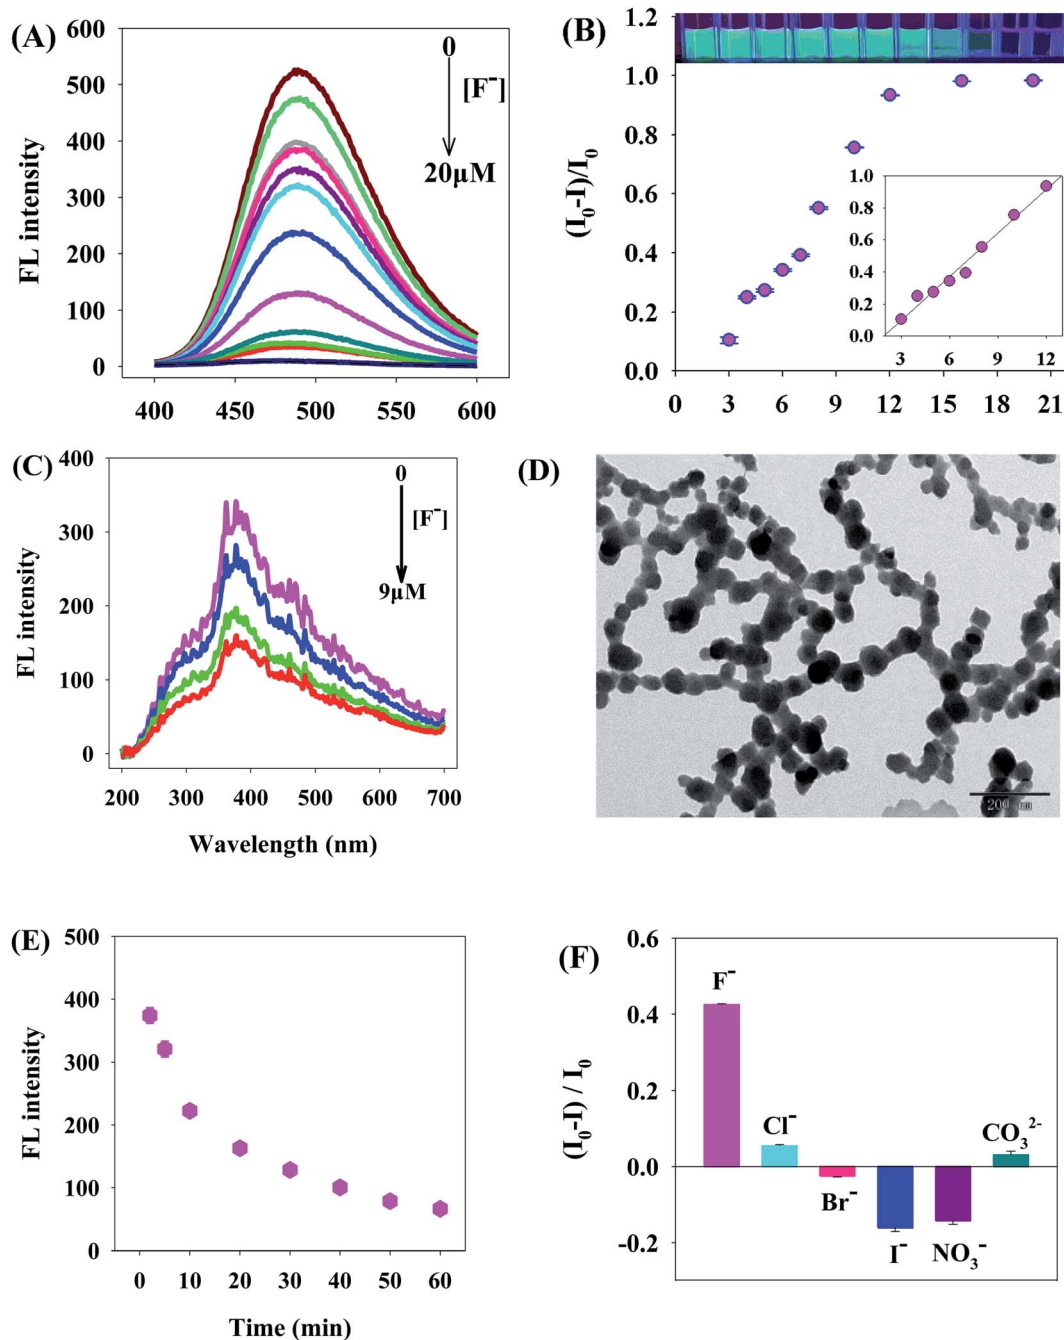 (A)
600
500
400
300
200
100
0
FL intensity
0
[F⁻]
20μM
400 450 500 550 600
(B)
1.2
1.0
0.8
0.6
0.4
0.2
0.0
(I₀-I)/I₀
1.0
0.8
0.6
0.4
0.2
0.0
3 6 9 12
0 3 6 9 12 15 18 21
(C)
400
300
200
100
0
FL intensity
0
[F⁻]
9μM
200 300 400 500 600 700
Wavelength (nm)
(D)
200 nm
(E)
500
400
300
200
100
0
FL intensity
0 10 20 30 40 50 60
Time (min)
(F)
0.6
0.4
0.2
0.0
-0.2
(I₀-I) / I₀
F⁻
Cl⁻
Br⁻
I⁻
NO₃⁻
CO₃²⁻